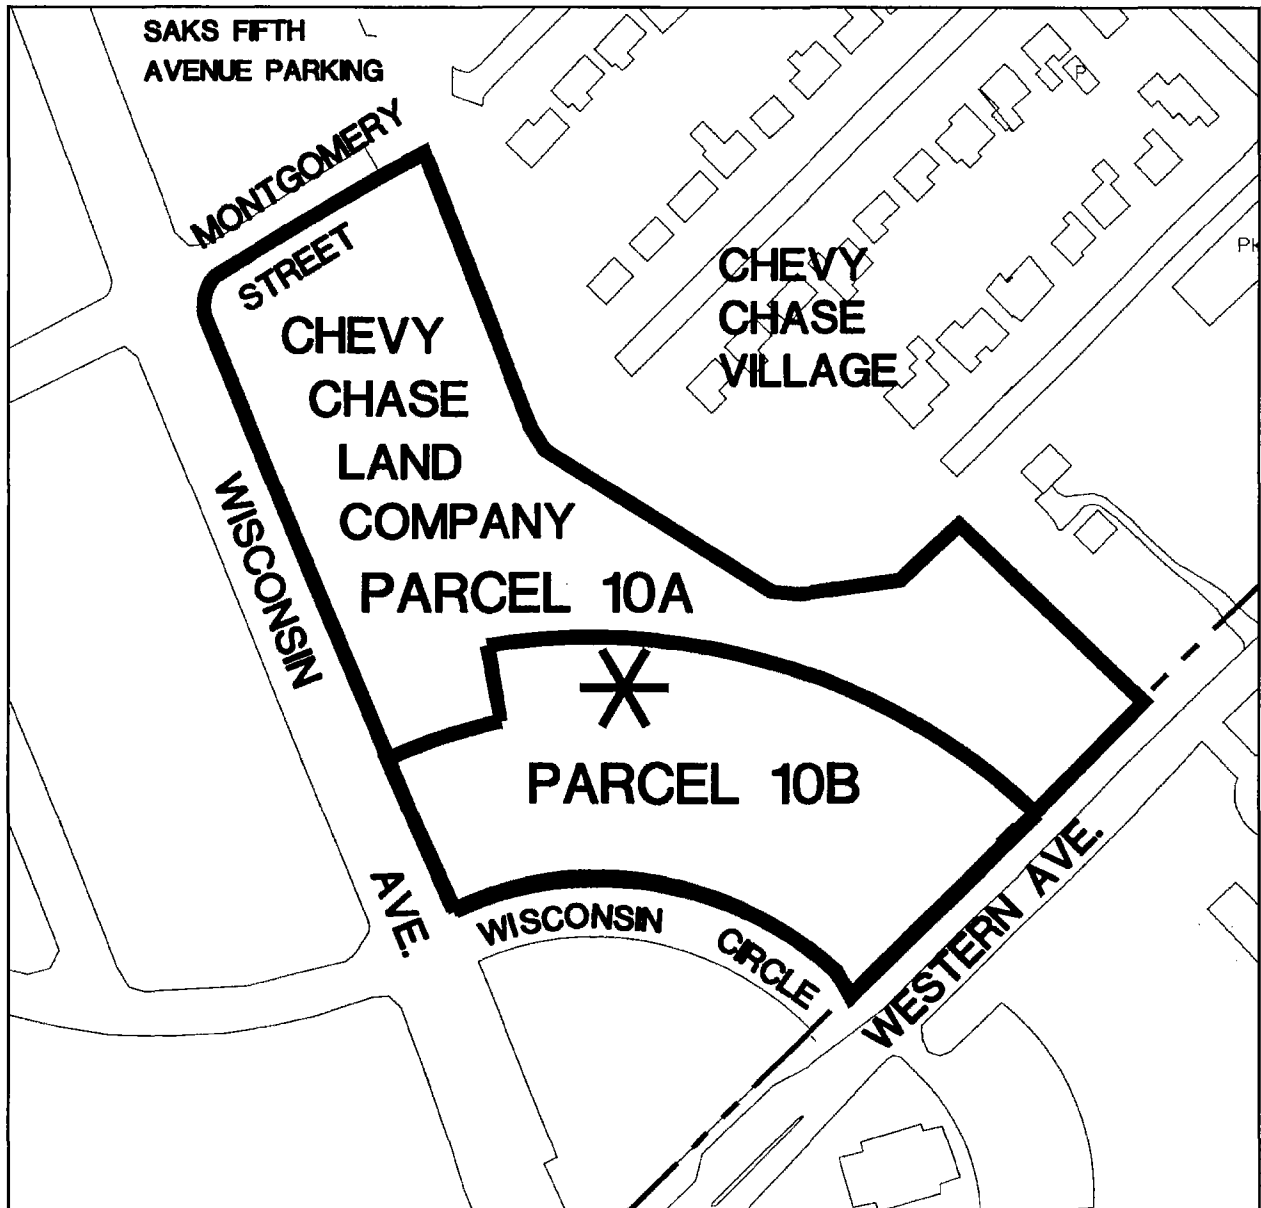 SAKS FIFTH
AVENUE PARKING
MONTGOMERY
STREET
P
PK
CHEVY
CHASE
VILLAGE
CHEVY
CHASE
LAND
COMPANY
PARCEL 10A
WISCONSIN
AVE.
PARCEL 10B
WISCONSIN CIRCLE
WESTERN AVE.